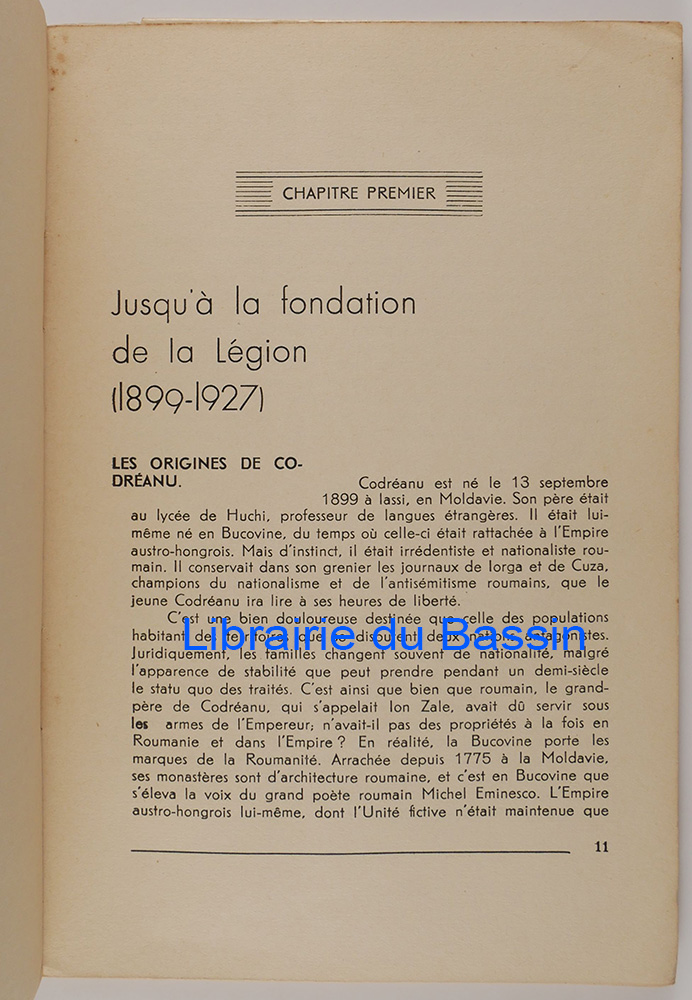 CHAPITRE PREMIER
Jusqu'à la fondation
de la Légion
(1899-1927)
LES ORIGINES DE CO-
DRÉANU.
Codréanu est né le 13 septembre
1899 à Iassi, en Moldavie. Son père était
au lycée de Huchi, professeur de langues étrangères. Il était lui-
même né en Bucovine, du temps où celle-ci était rattachée à l'Empire
austro-hongrois. Mais d'instinct, il était irrédentiste et nationaliste rou-
main. Il conservait dans son grenier les journaux de Iorga et de Cuza,
champions du nationalisme et de l'antisémitisme roumains, que le
jeune Codréanu ira lire à ses heures de liberté.
C'est une bien douloureuse destinée que celle des populations
habitant des territoires que se disputent deux nations antagonistes.
Librairie du Bassin
Juridiquement, les familles changent souvent de nationalité, malgré
l'apparence de stabilité que peut prendre pendant un demi-siècle
le statu quo des traités. C'est ainsi que bien que roumain, le grand-
père de Codréanu, qui s'appelait Ion Zale, avait dû servir sous
les armes de l'Empereur; n'avait-il pas des propriétés à la fois en
Roumanie et dans l'Empire ? En réalité, la Bucovine porte les
marques de la Roumanité. Arrachée depuis 1775 à la Moldavie,
ses monastères sont d'architecture roumaine, et c'est en Bucovine que
s'éleva la voix du grand poète roumain Michel Eminesco. L'Empire
austro-hongrois lui-même, dont l'Unité fictive n'était maintenue que
11